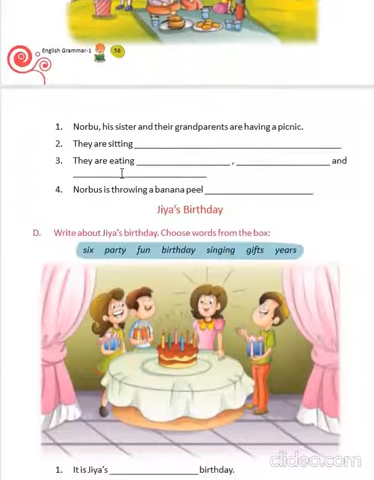 English Grammar-1 58
1. Norbu, his sister and their grandparents are having a picnic.
2. They are sitting
3. They are eating , and
4. Norbus is throwing a banana peel
Jiya's Birthday
D. Write about Jiya's birthday. Choose words from the box:
six party fun birthday singing gifts years
1. It is Jiya's birthday.
clideo.com